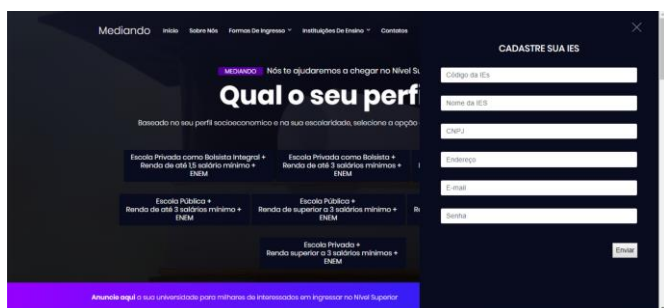 Mediando Início Sobre Nós Formas De Ingresso Instituições De Ensino Contatos
MEDIANDO Nós te ajudaremos a chegar no Nível Su
Qual o seu perfi
Baseado no seu perfil socioeconomico e na sua escolaridade, selecione a opção
Escola Privada como Bolsista Integral +
Renda de até 1,5 salário mínimo +
ENEM
Escola Privada como Bolsista +
Renda de até 3 salários mínimos +
ENEM
Escola Pública +
Renda de até 3 salários mínimo +
ENEM
Escola Pública +
Renda de superior a 3 salários mínimo +
ENEM
Escola Privada +
Renda superior a 3 salários mínimos +
ENEM
Anuncie aqui a sua universidade para milhares de interessados em ingressar no Nível Superior
CADASTRE SUA IES
Código da IEs
Nome da IES
CNPJ
Endereço
E-mail
Senha
Enviar